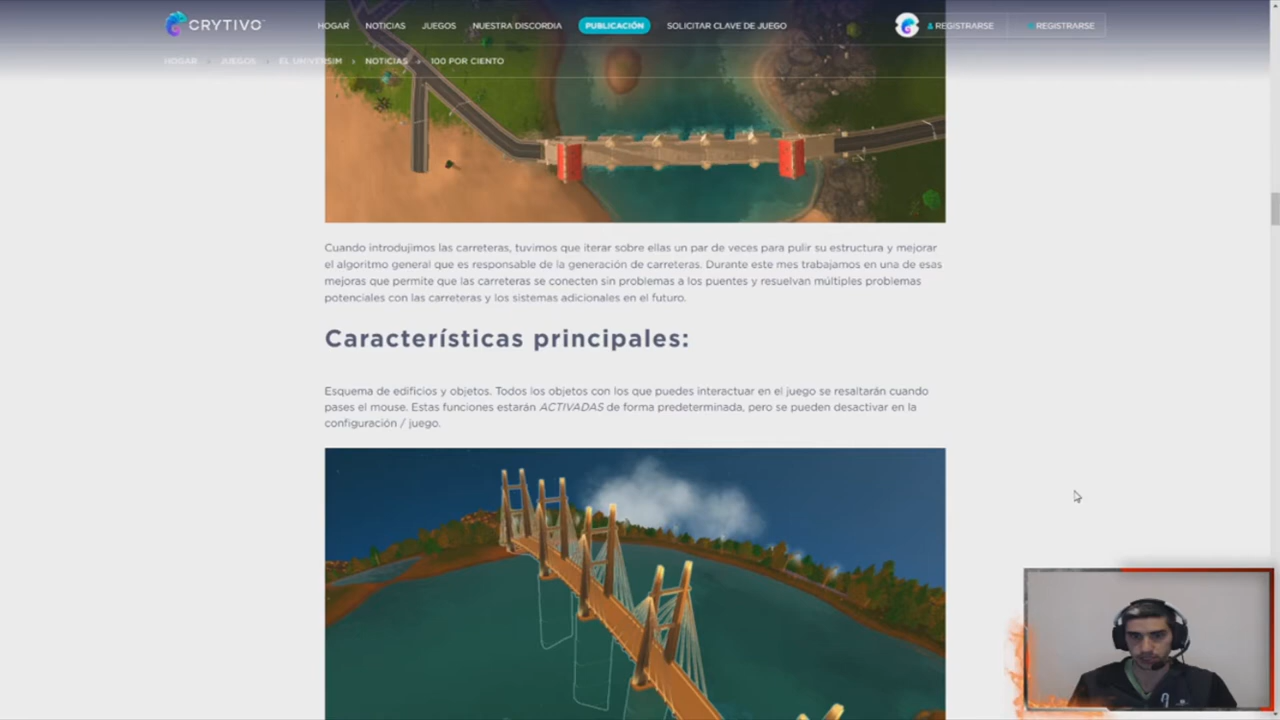 CRYTIVO
HOGAR NOTICIAS JUEGOS NUESTRA DISCORDIA PUBLICACIÓN SOLICITAR CLAVE DE JUEGO REGISTRARSE REGISTRARSE
HOGAR > JUEGOS > EL UNIVERSIM > NOTICIAS > 100 POR CIENTO
Cuando introdujimos las carreteras, tuvimos que iterar sobre ellas un par de veces para pulir su estructura y mejorar
el algoritmo general que es responsable de la generación de carreteras. Durante este mes trabajamos en una de esas
mejoras que permite que las carreteras se conecten sin problemas a los puentes y resuelvan múltiples problemas
potenciales con las carreteras y los sistemas adicionales en el futuro.
Características principales:
Esquema de edificios y objetos. Todos los objetos con los que puedes interactuar en el juego se resaltarán cuando
pases el mouse. Estas funciones estarán ACTIVADAS de forma predeterminada, pero se pueden desactivar en la
configuración / juego.